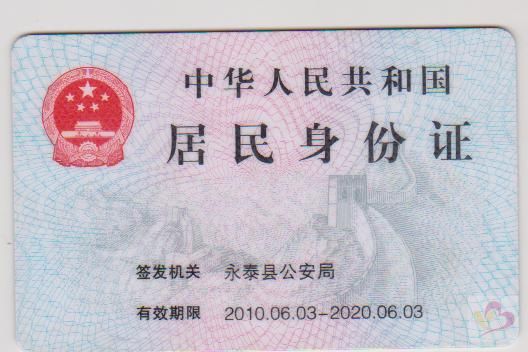 中华人民共和国
居民身份证
签发机关 永泰县公安局
有效期限 2010.06.03-2020.06.03